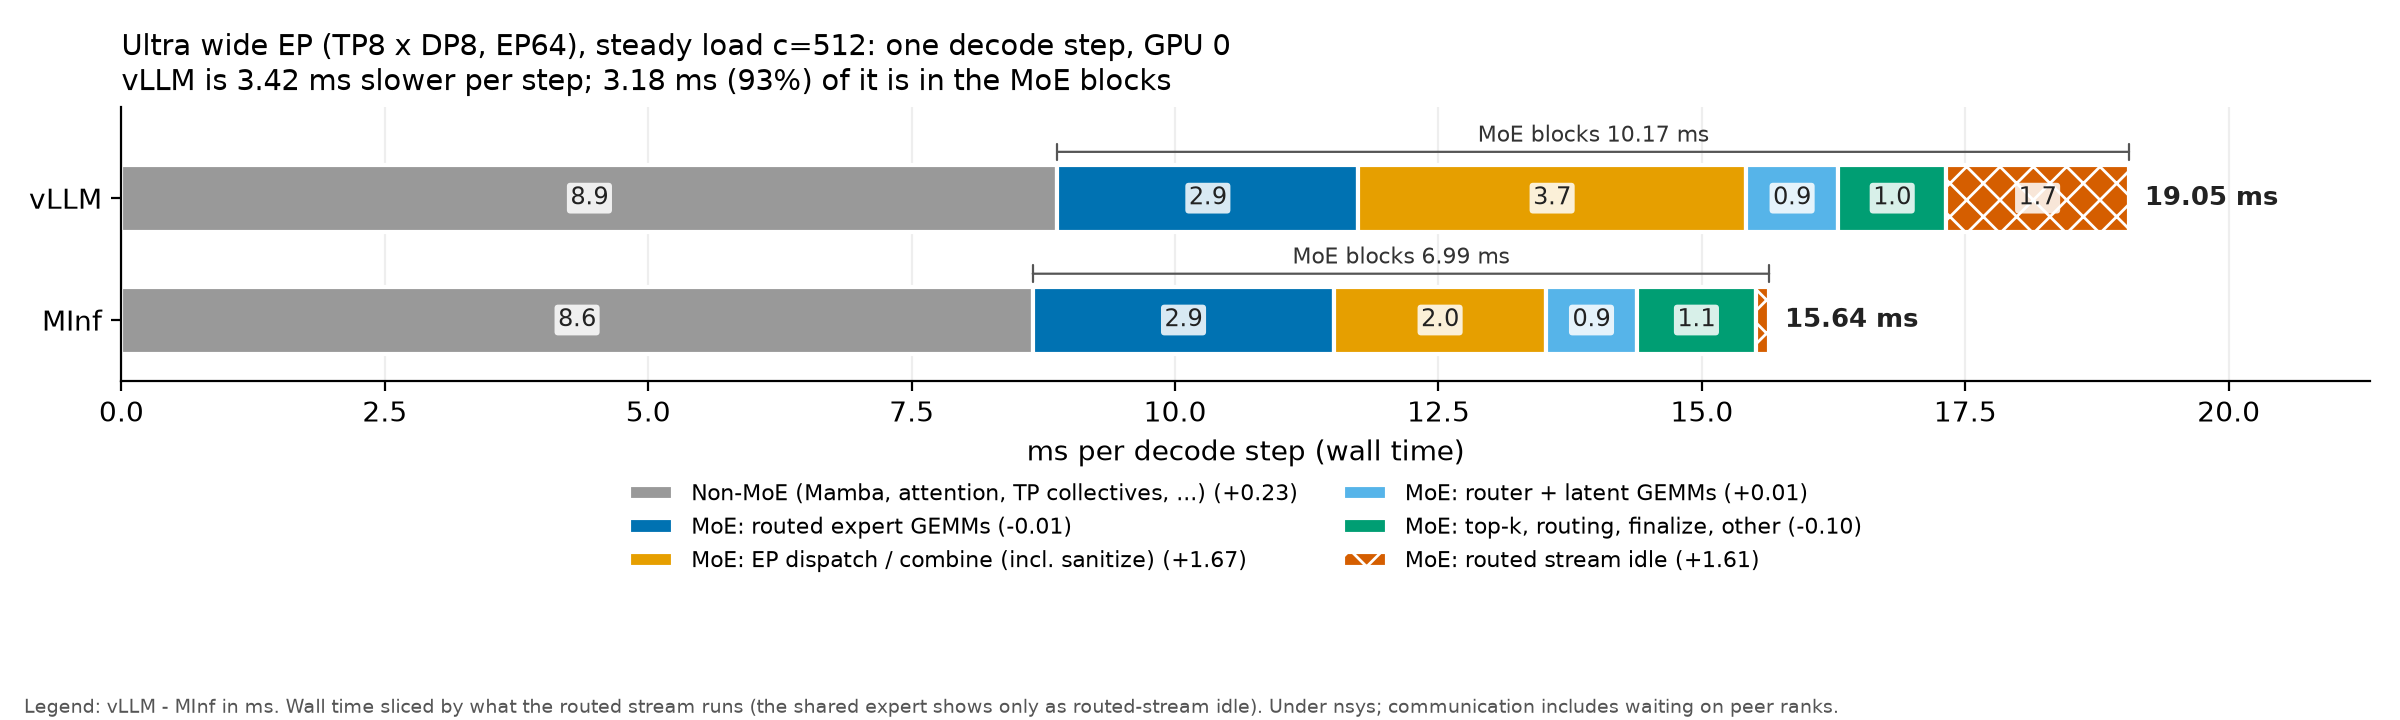 Ultra wide EP (TP8 x DP8, EP64), steady load c=512: one decode step, GPU 0
vLLM is 3.42 ms slower per step; 3.18 ms (93%) of it is in the MoE blocks
MoE blocks 10.17 ms
vLLM 8.9 2.9 3.7 0.9 1.0 1.7 19.05 ms
MoE blocks 6.99 ms
MInf 8.6 2.9 2.0 0.9 1.1 15.64 ms
0.0 2.5 5.0 7.5 10.0 12.5 15.0 17.5 20.0
ms per decode step (wall time)
Non-MoE (Mamba, attention, TP collectives, ...) (+0.23)
MoE: routed expert GEMMs (-0.01)
MoE: EP dispatch / combine (incl. sanitize) (+1.67)
MoE: router + latent GEMMs (+0.01)
MoE: top-k, routing, finalize, other (-0.10)
MoE: routed stream idle (+1.61)
Legend: vLLM - MInf in ms. Wall time sliced by what the routed stream runs (the shared expert shows only as routed-stream idle). Under nsys; communication includes waiting on peer ranks.